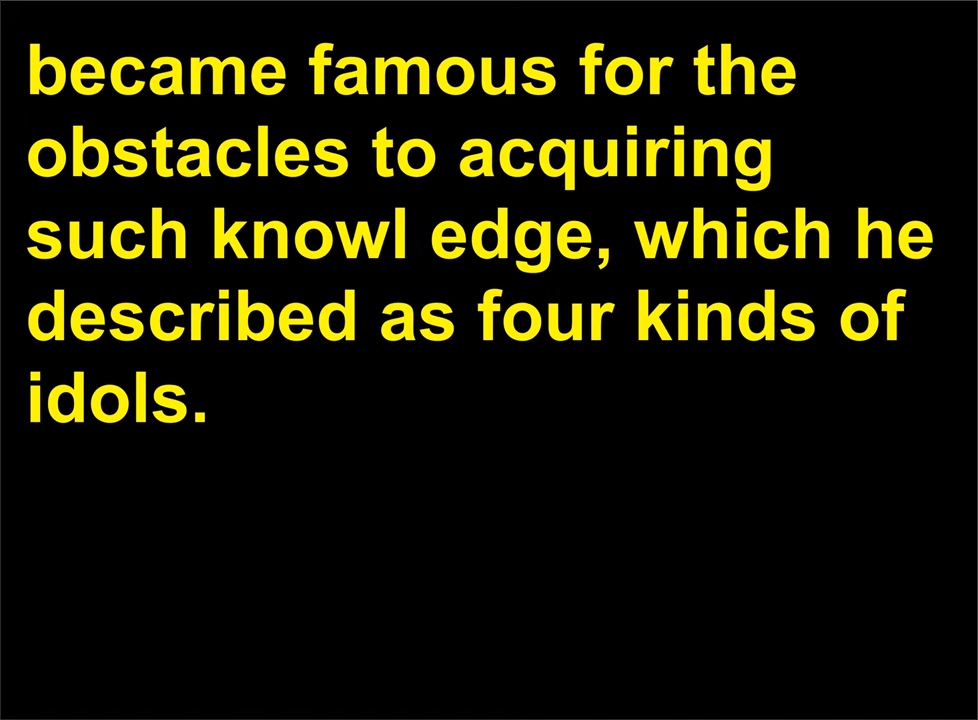 became famous for the
obstacles to acquiring
such knowl edge, which he
described as four kinds of
idols.